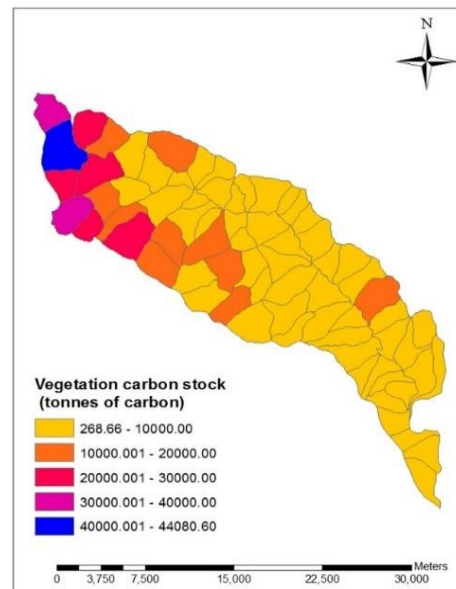 N
Vegetation carbon stock
(tonnes of carbon)
268.66 - 10000.00
10000.001 - 20000.00
20000.001 - 30000.00
30000.001 - 40000.00
40000.001 - 44080.60
Meters
0 3,750 7,500 15,000 22,500 30,000